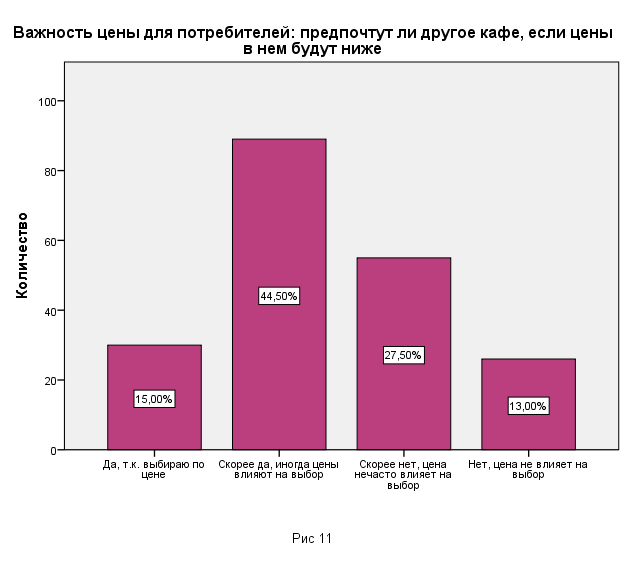 Важность цены для потребителей: предпочтут ли другое кафе, если цены
в нем будут ниже
Количество
100
80
60
40
20
0
15,00%
44,50%
27,50%
13,00%
Да, т.к. выбираю по
цене
Скорее да, иногда цены
влияют на выбор
Скорее нет, цена
нечасто влияет на
выбор
Нет, цена не влияет на
выбор
Рис 11